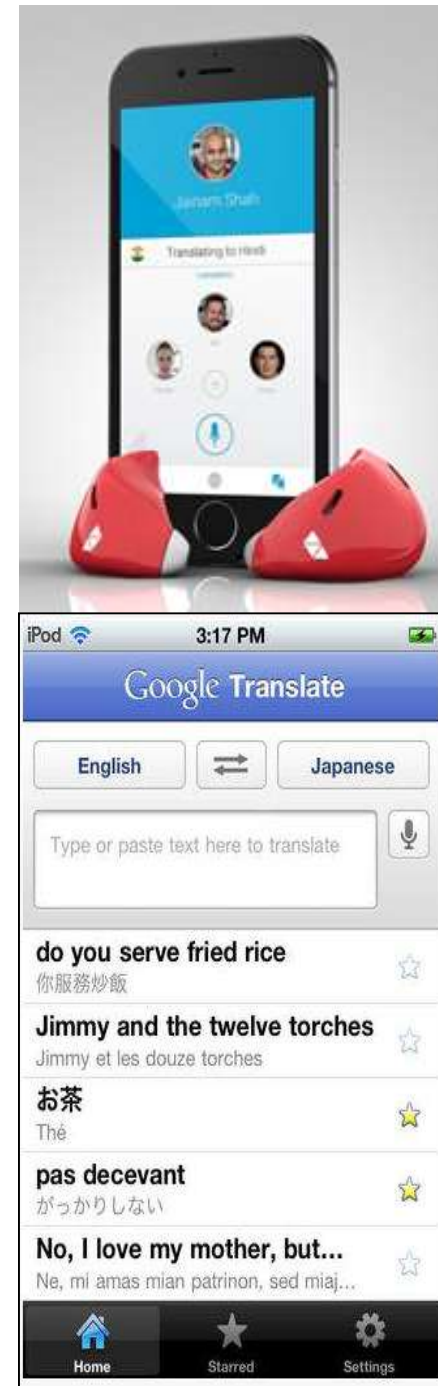 Jainam Shah
Translating to Hindi
iPod 3:17 PM
Google Translate
English Japanese
Type or paste text here to translate
do you serve fried rice
你服務炒飯
Jimmy and the twelve torches
Jimmy et les douze torches
お茶
Thé
pas decevant
がっかりしない
No, I love my mother, but...
Ne, mi amas mian patrinon, sed miaj...
Home Starred Settings